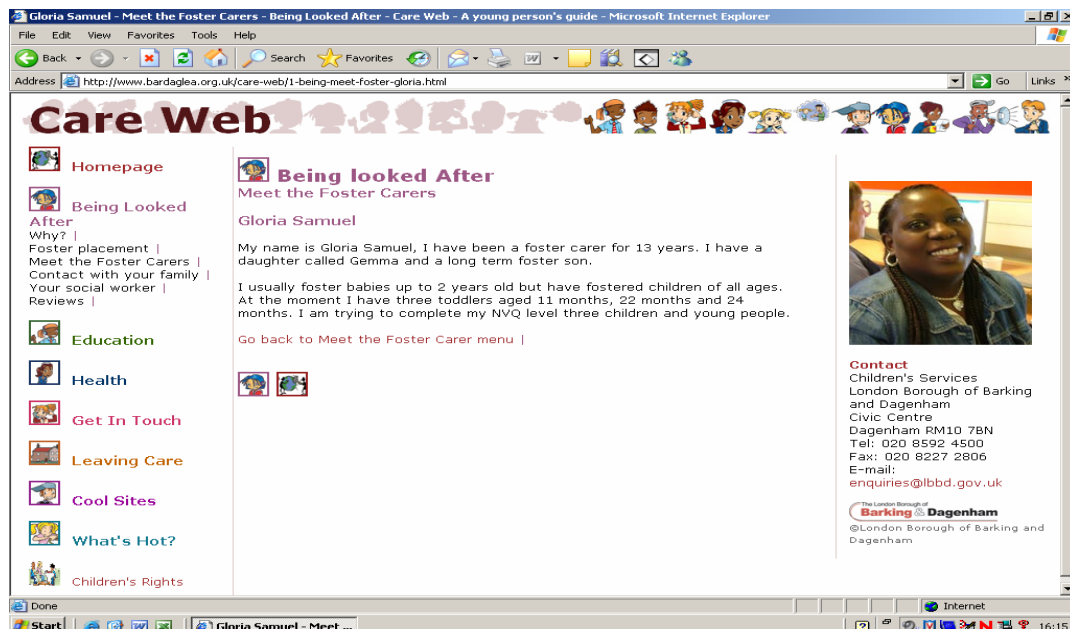 Gloria Samuel - Meet the Foster Carers - Being Looked After - Care Web - A young person's guide - Microsoft Internet Explorer
File Edit View Favorites Tools Help
Back Search Favorites
Address http://www.bardaglea.org.uk/care-web/1-being-meet-foster-gloria.html Go Links »
Care Web
Homepage
Being Looked
After
Why? |
Foster placement |
Meet the Foster Carers |
Contact with your family |
Your social worker |
Reviews |
Education
Health
Get In Touch
Leaving Care
Cool Sites
What's Hot?
Children's Rights
Being looked After
Meet the Foster Carers
Gloria Samuel
My name is Gloria Samuel, I have been a foster carer for 13 years. I have a
daughter called Gemma and a long term foster son.
I usually foster babies up to 2 years old but have fostered children of all ages.
At the moment I have three toddlers aged 11 months, 22 months and 24
months. I am trying to complete my NVQ level three children and young people.
Go back to Meet the Foster Carer menu |
Contact
Children's Services
London Borough of Barking
and Dagenham
Civic Centre
Dagenham RM10 7BN
Tel: 020 8592 4500
Fax: 020 8227 2806
E-mail:
enquiries@lbbd.gov.uk
The London Borough of
Barking & Dagenham
©London Borough of Barking and
Dagenham
Done Internet
Start Gloria Samuel - Meet ... 16:15